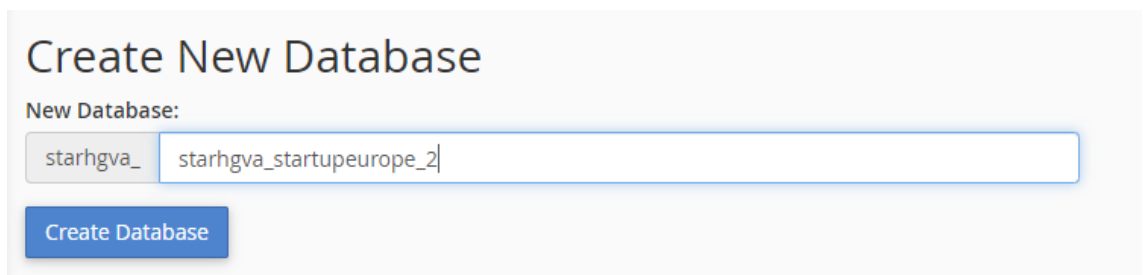 Create New Database
New Database:
starhgva_ starhgva_startupeurope_2
Create Database